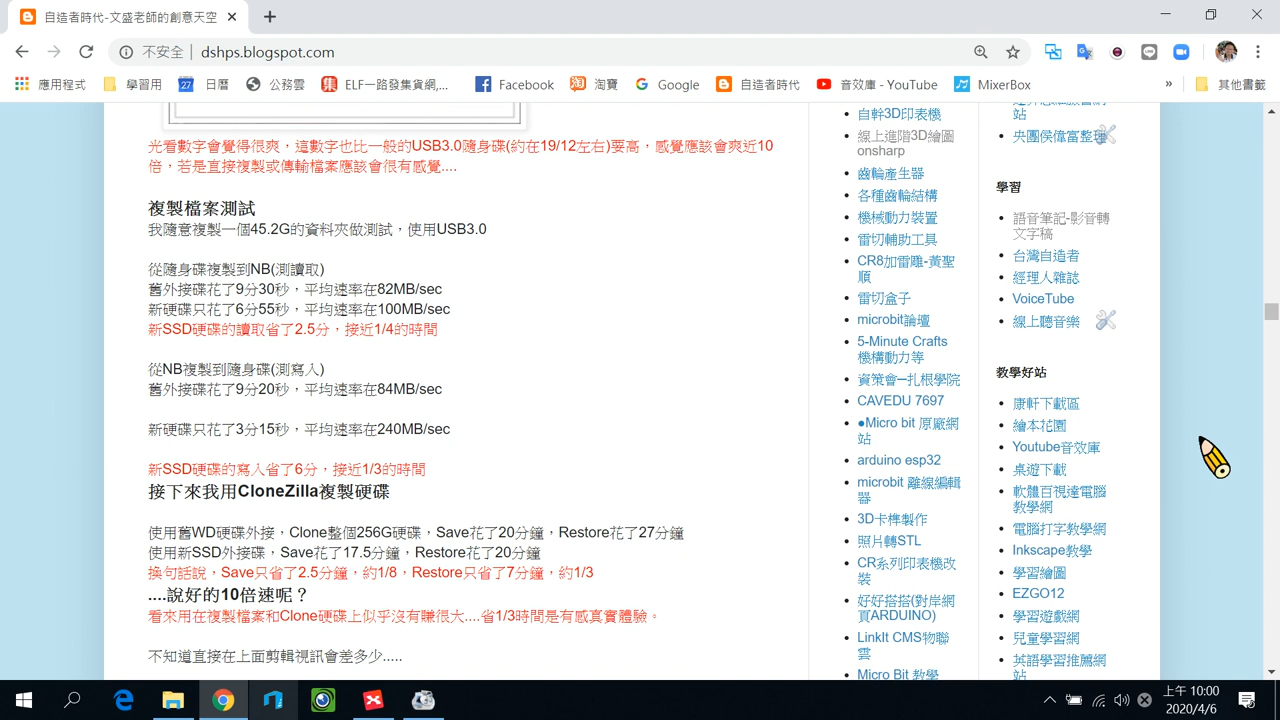 自造者時代-文盛老師的創意天空
不安全
dshps.blogspot.com
應用程式
學習用
27
日曆
公務雲
集
ELF一路發集貨網,...
Facebook
淘
淘寶
Google
自造者時代
音效庫 - YouTube
MixerBox
»
其他書籤
光看數字會覺得很爽，這數字也比一般的USB3.0隨身碟(約在19/12左右)要高，感覺應該會爽近10
倍，若是直接複製或傳輸檔案應該會很有感覺....
複製檔案測試
我隨意複製一個45.2G的資料夾做測試，使用USB3.0
從隨身碟複製到NB(測讀取)
舊外接碟花了9分30秒，平均速率在82MB/sec
新硬碟只花了6分55秒，平均速率在100MB/sec
新SSD硬碟的讀取省了2.5分，接近1/4的時間
從NB複製到隨身碟(測寫入)
舊外接碟花了9分20秒，平均速率在84MB/sec
新硬碟只花了3分15秒，平均速率在240MB/sec
新SSD硬碟的寫入省了6分，接近1/3的時間
接下來我用CloneZilla複製硬碟
使用舊WD硬碟外接，Clone整個256G硬碟，Save花了20分鐘，Restore花了27分鐘
使用新SSD外接碟，Save花了17.5分鐘，Restore花了20分鐘
換句話說，Save只省了2.5分鐘，約1/8，Restore只省了7分鐘，約1/3
....說好的10倍速呢？
看來用在複製檔案和Clone硬碟上似乎沒有賺很大....省1/3時間是有感真實體驗。
不知道直接在上面剪輯視訊會差多少.....
自幹3D印表機
線上進階3D繪圖
onsharp
齒輪產生器
各種齒輪結構
機械動力裝置
雷切輔助工具
CR8加雷雕-黃聖
順
雷切盒子
microbit論壇
5-Minute Crafts
機構動力等
資策會─扎根學院
CAVEDU 7697
●Micro bit 原廠網
站
arduino esp32
microbit 離線編輯
器
3D卡榫製作
照片轉STL
CR系列印表機改
裝
好好搭搭(對岸網
頁ARDUINO)
LinkIt CMS物聯
雲
Micro Bit 教學
站
央團侯偉富整理
學習
語音筆記-影音轉
文字稿
台灣自造者
經理人雜誌
VoiceTube
線上聽音樂
教學好站
康軒下載區
繪本花園
Youtube音效庫
桌遊下載
軟體百視達電腦
教學網
電腦打字教學網
Inkscape教學
學習繪圖
EZGO12
學習遊戲網
兒童學習網
英語學習推薦網
站
上午 10:00
2020/4/6